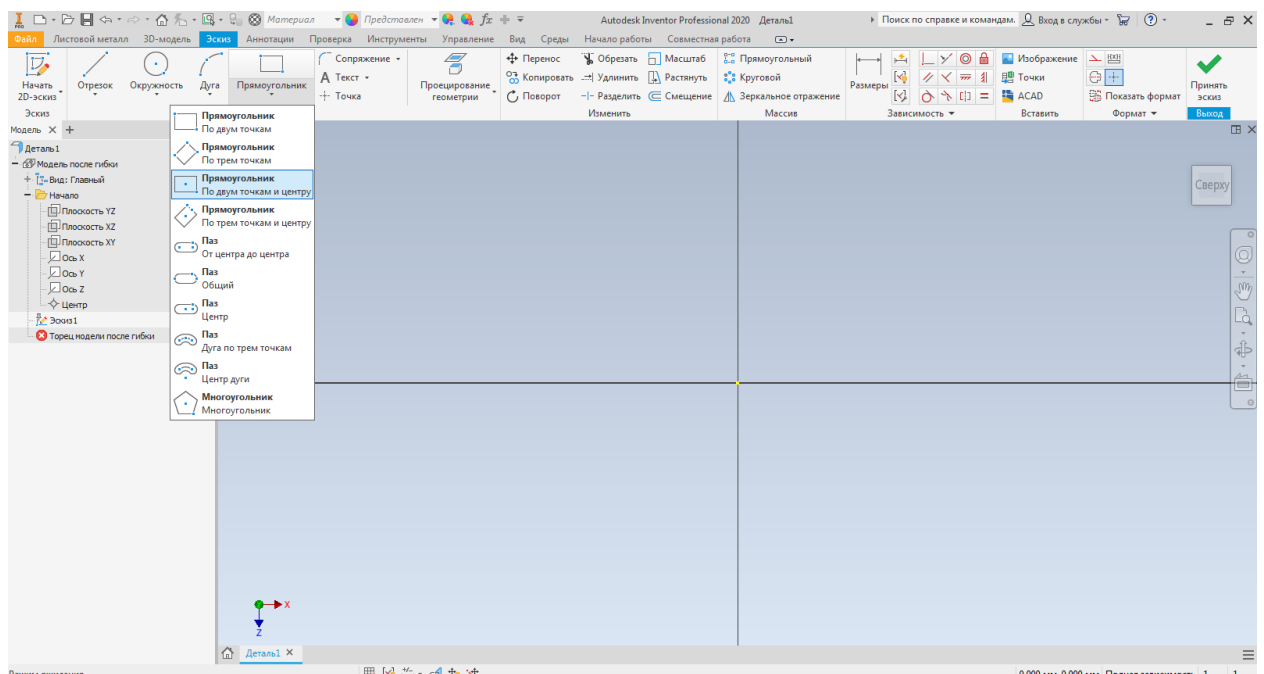 PRO Материал Представлен fx Autodesk Inventor Professional 2020 Деталь1 Поиск по справке и командам. Вход в службы
Файл Листовой металл 3D-модель Эскиз Аннотации Проверка Инструменты Управление Вид Среды Начало работы Совместная работа
Начать 2D-эскиз
Отрезок
Окружность
Дуга
Прямоугольник
Сопряжение
Текст
Точка
Проецирование геометрии
Эскиз
Перенос
Копировать
Поворот
Обрезать
Удлинить
Разделить
Масштаб
Растянуть
Смещение
Изменить
Прямоугольный
Круговой
Зеркальное отражение
Массив
Размеры
Зависимость
Изображение
Точки
ACAD
Вставить
Показать формат
Формат
Принять эскиз
Выход
Модель
Деталь1
Модель после гибки
Вид: Главный
Начало
Плоскость YZ
Плоскость XZ
Плоскость XY
Ось X
Ось Y
Ось Z
Центр
Эскиз1
Торец модели после гибки
Прямоугольник
По двум точкам
Прямоугольник
По трем точкам
Прямоугольник
По двум точкам и центру
Прямоугольник
По трем точкам и центру
Паз
От центра до центра
Паз
Общий
Паз
Центр
Паз
Дуга по трем точкам
Паз
Центр дуги
Многоугольник
Многоугольник
Сверху
X
Z
Деталь1